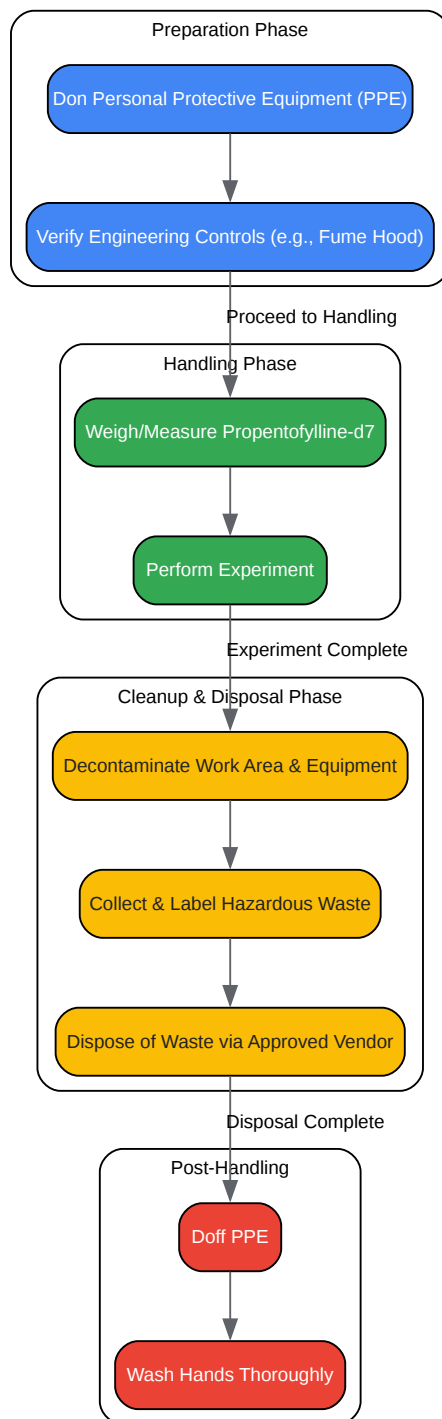 Preparation Phase
Don Personal Protective Equipment (PPE)
Verify Engineering Controls (e.g., Fume Hood)
Proceed to Handling
Handling Phase
Weigh/Measure Propentofylline-d7
Perform Experiment
Experiment Complete
Cleanup & Disposal Phase
Decontaminate Work Area & Equipment
Collect & Label Hazardous Waste
Dispose of Waste via Approved Vendor
Disposal Complete
Post-Handling
Doff PPE
Wash Hands Thoroughly